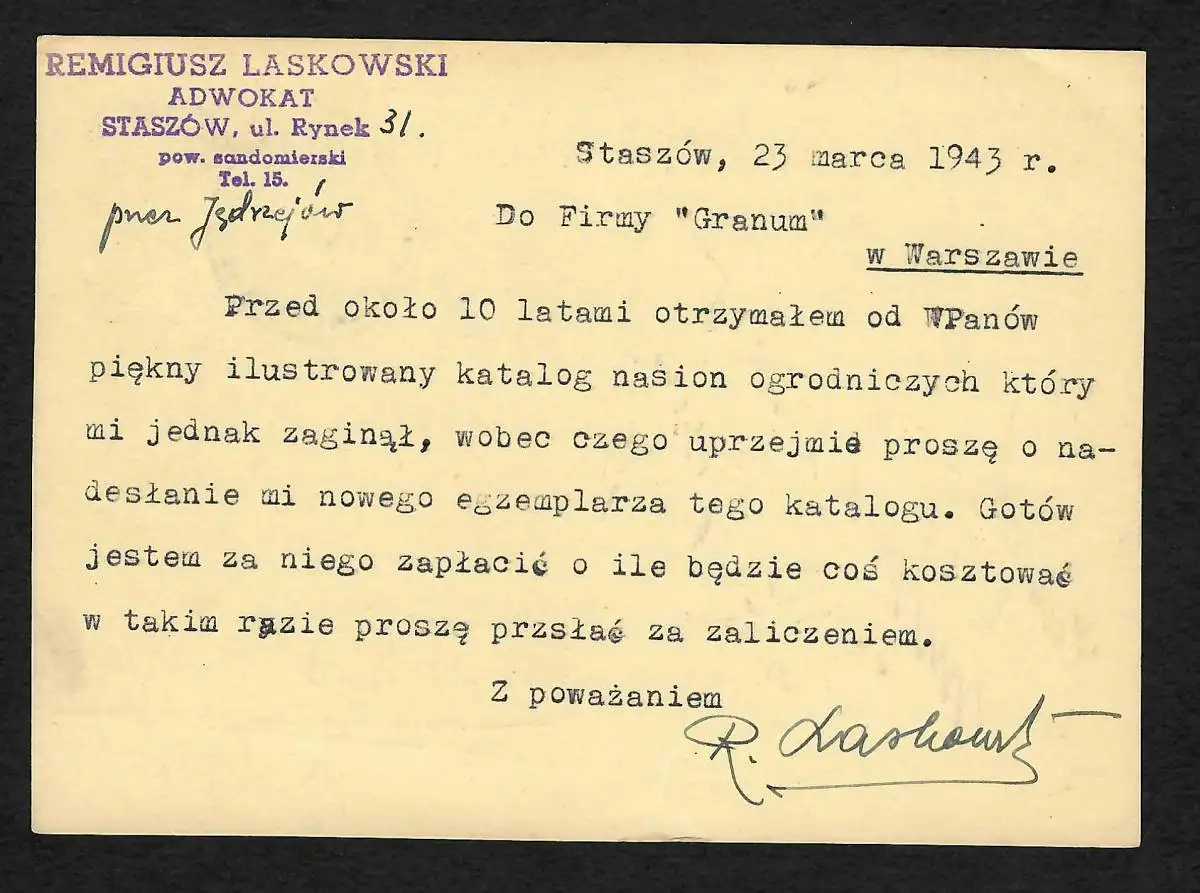 REMIGIUSZ LASKOWSKI
ADWOKAT
STASZÓW, ul. Rynek 31.
pow. sandomierski
Tel. 15.
przez Jędrzejów
Staszów, 23 marca 1943 r.
Do Firmy "Granum"
w Warszawie
Przed około 10 latami otrzymałem od WPanów
piękny ilustrowany katalog nasion ogrodniczych który
mi jednak zaginął, wobec czego uprzejmie proszę o na-
desłanie mi nowego egzemplarza tego katalogu. Gotów
jestem za niego zapłacić o ile będzie coś kosztować
w takim razie proszę przsłać za zaliczeniem.
Z poważaniem
R. Laskowski